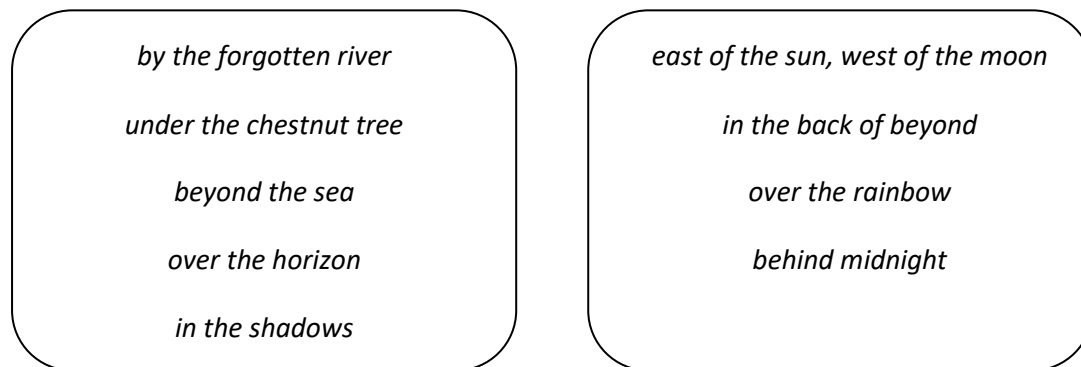 by the forgotten river
under the chestnut tree
beyond the sea
over the horizon
in the shadows
east of the sun, west of the moon
in the back of beyond
over the rainbow
behind midnight